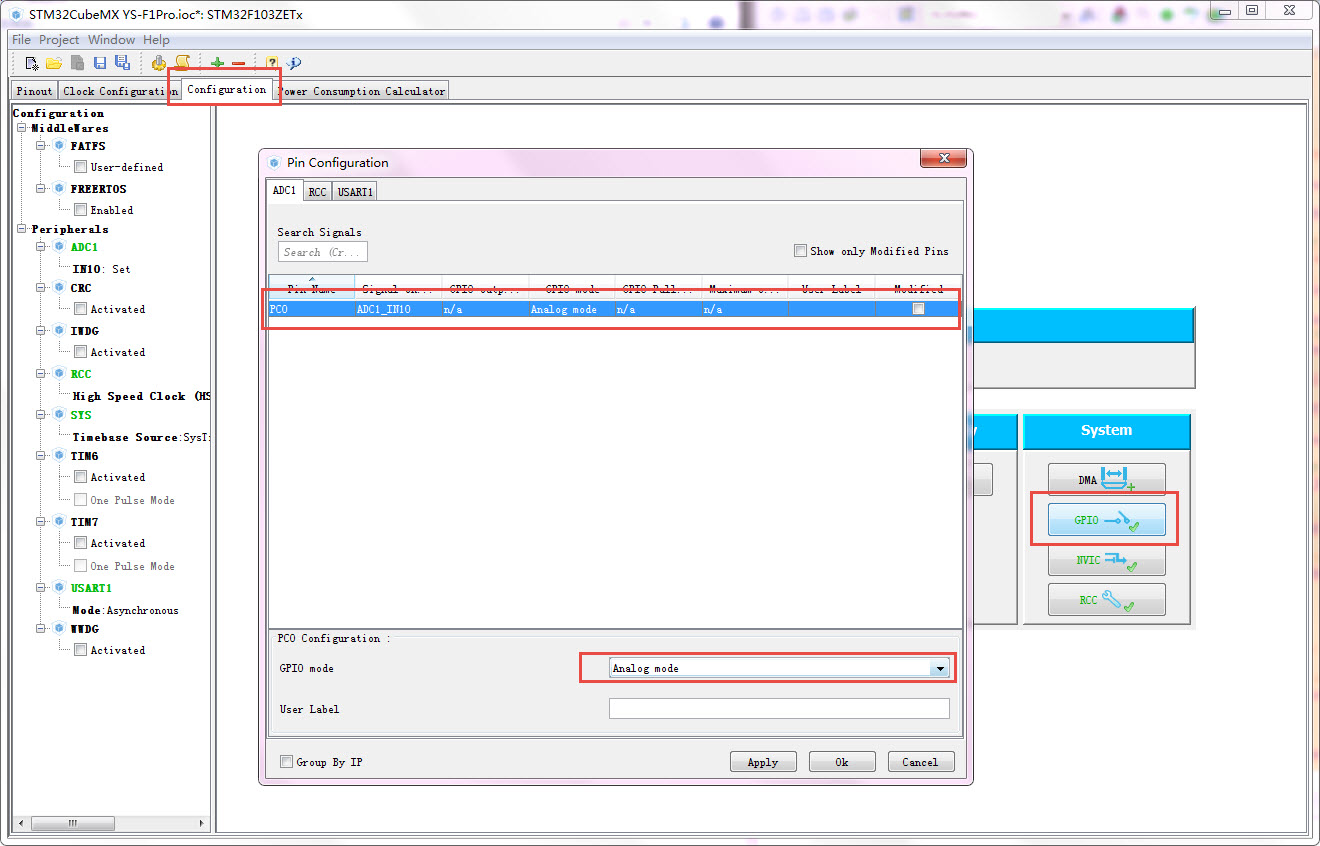 STM32CubeMX YS-F1Pro.ioc*: STM32F103ZETx
File Project Window Help
Pinout Clock Configuration Configuration Power Consumption Calculator
Configuration
MiddleWares
FATFS
User-defined
FREERTOS
Enabled
Peripherals
ADC1
IN10: Set
CRC
Activated
IWDG
Activated
RCC
High Speed Clock (HS
SYS
Timebase Source:SysTi
TIM6
Activated
One Pulse Mode
TIM7
Activated
One Pulse Mode
USART1
Mode:Asynchronous
WWDG
Activated
Pin Configuration
ADC1 RCC USART1
Search Signals
Search (Cr...
Show only Modified Pins
Pin Name Signal on... GPIO outp... GPIO mode GPIO Pull... Maximum o... User Label Modified
PC0 ADC1_IN10 n/a Analog mode n/a n/a
PC0 Configuration :
GPIO mode Analog mode
User Label
Group By IP
Apply Ok Cancel
y
System
DMA
GPIO
NVIC
RCC